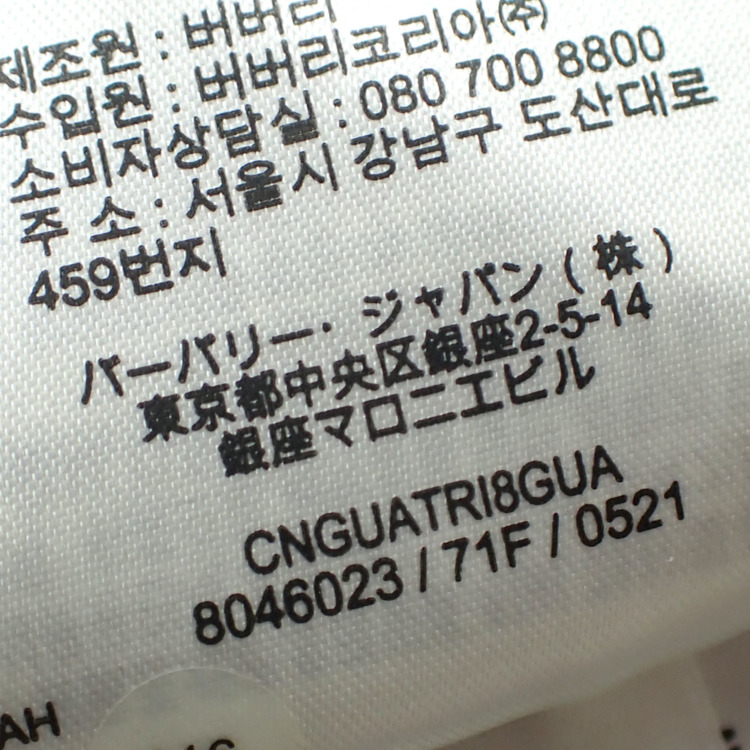 제조원 : 버버리
수입원 : 버버리코리아(주)
소비자상담실 : 080 700 8800
주 소 : 서울시 강남구 도산대로
459번지
バーバリー・ジャパン ( 株 )
東京都中央区銀座2-5-14
銀座マロニエビル
CNGUATRI8GUA
8046023 / 71F / 0521
AH